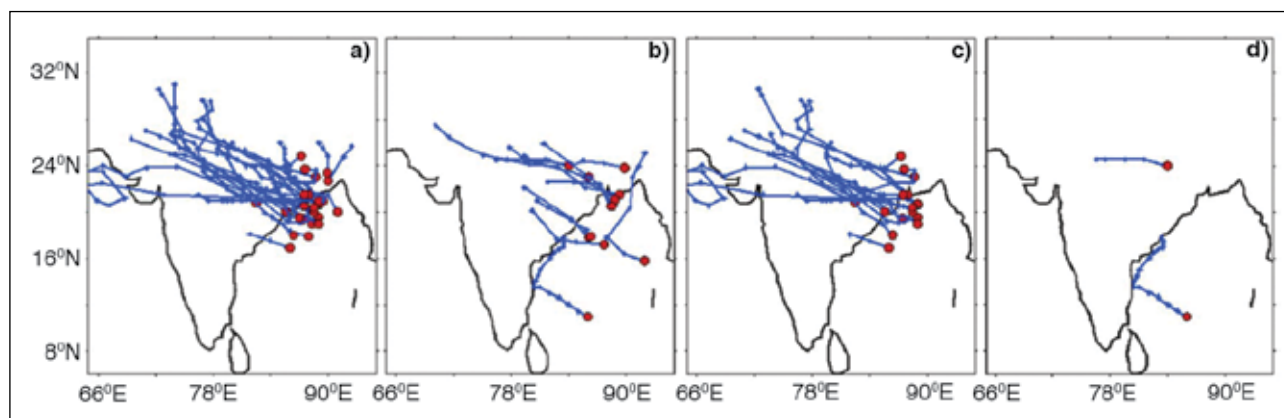 a) b) c) d)
32⁰N
24⁰N
16⁰N
8⁰N
66⁰E 78⁰E 90⁰E 66⁰E 78⁰E 90⁰E 66⁰E 78⁰E 90⁰E 66⁰E 78⁰E 90⁰E